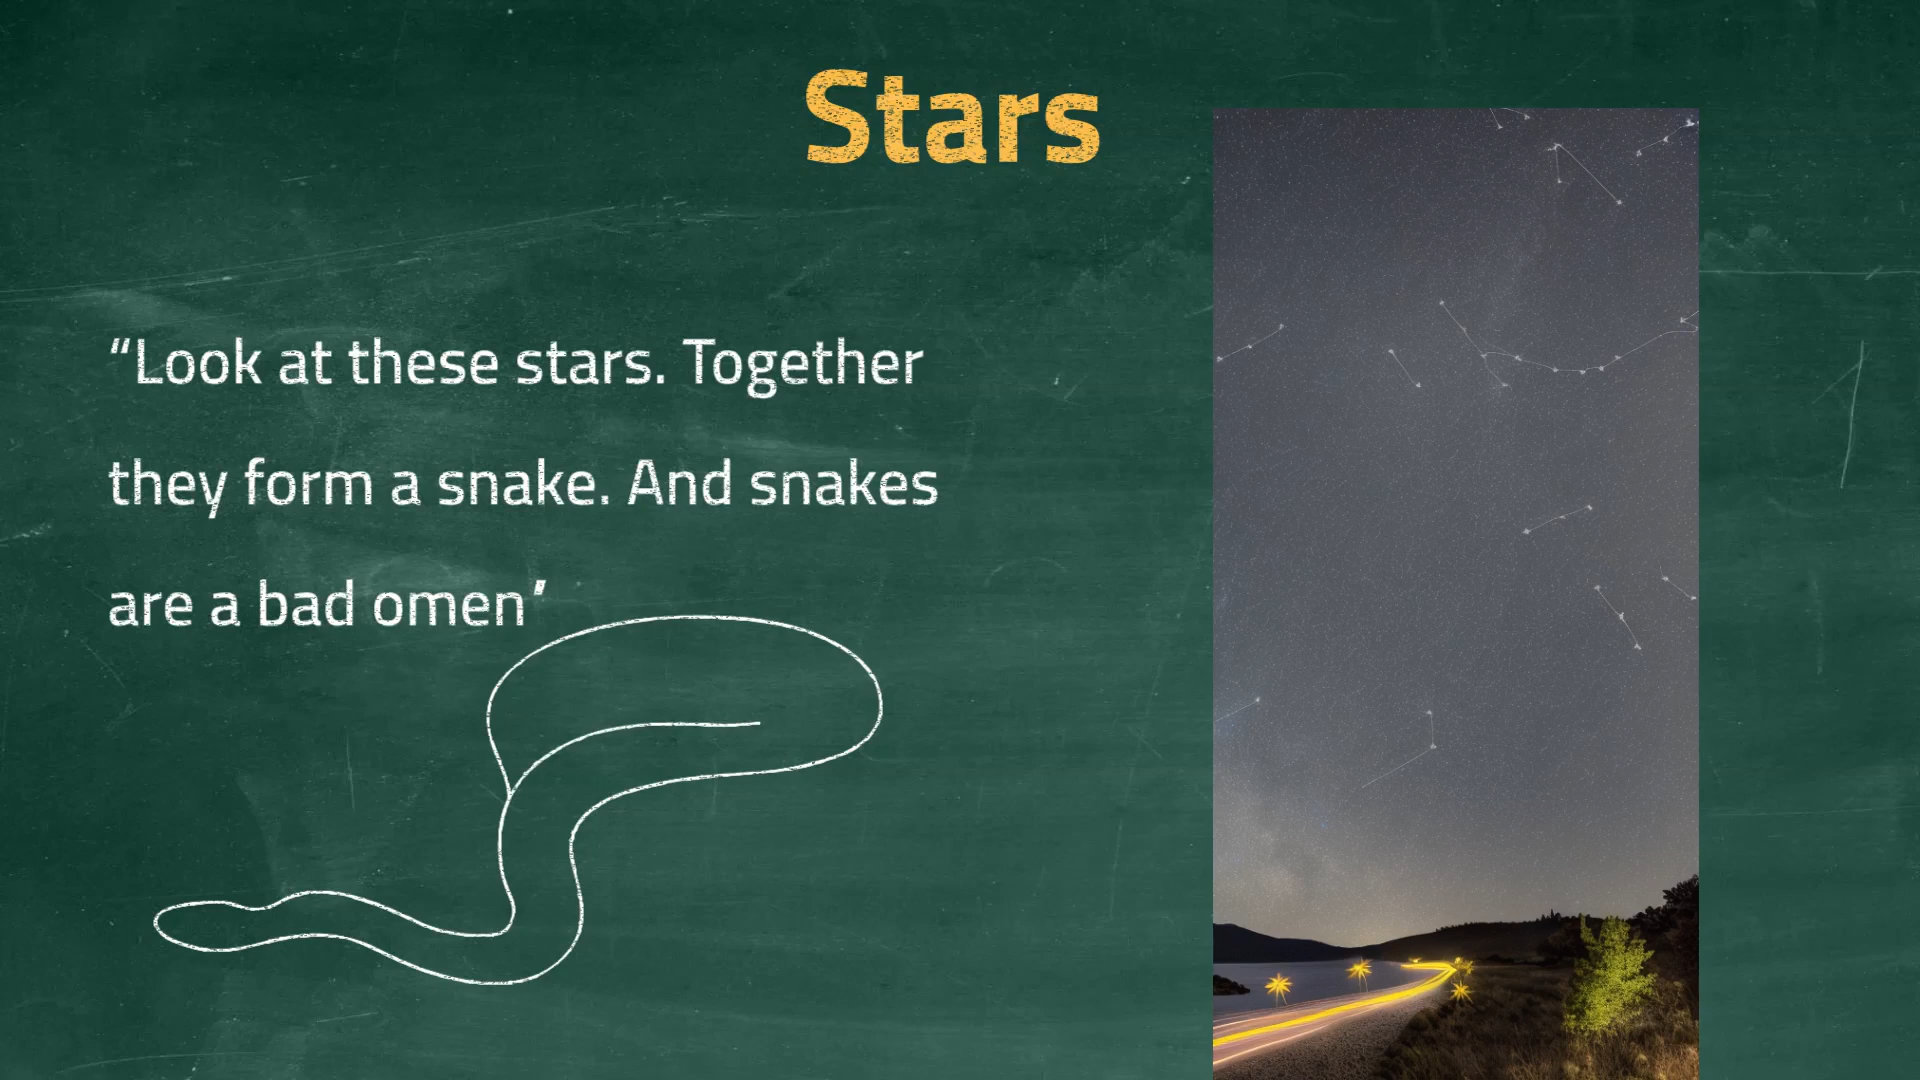 Stars
“Look at these stars. Together
they form a snake. And snakes
are a bad omen’